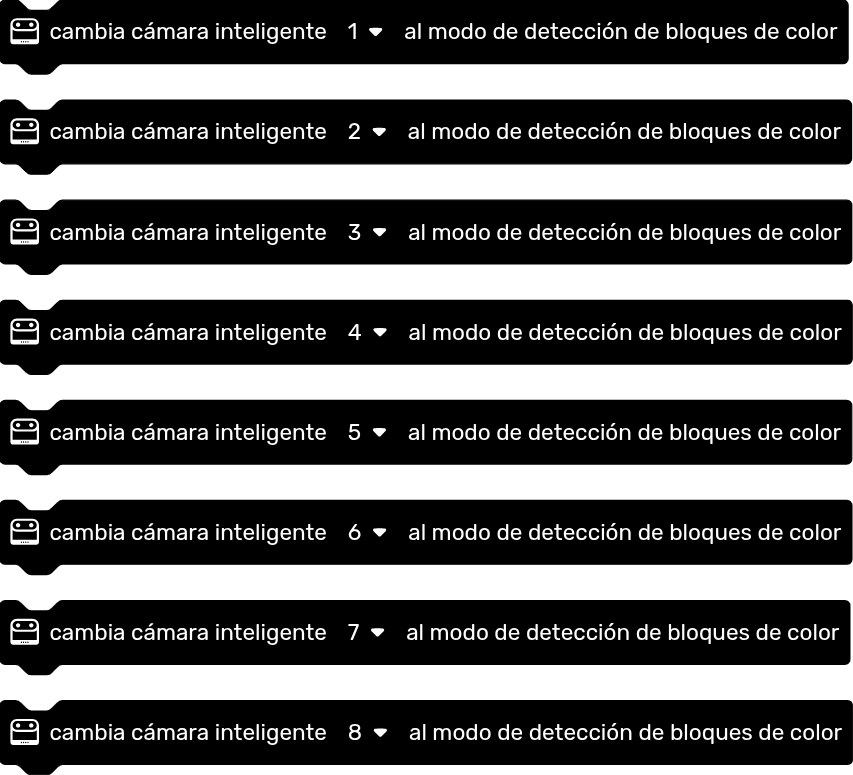 cambia cámara inteligente 1 al modo de detección de bloques de color
cambia cámara inteligente 2 al modo de detección de bloques de color
cambia cámara inteligente 3 al modo de detección de bloques de color
cambia cámara inteligente 4 al modo de detección de bloques de color
cambia cámara inteligente 5 al modo de detección de bloques de color
cambia cámara inteligente 6 al modo de detección de bloques de color
cambia cámara inteligente 7 al modo de detección de bloques de color
cambia cámara inteligente 8 al modo de detección de bloques de color